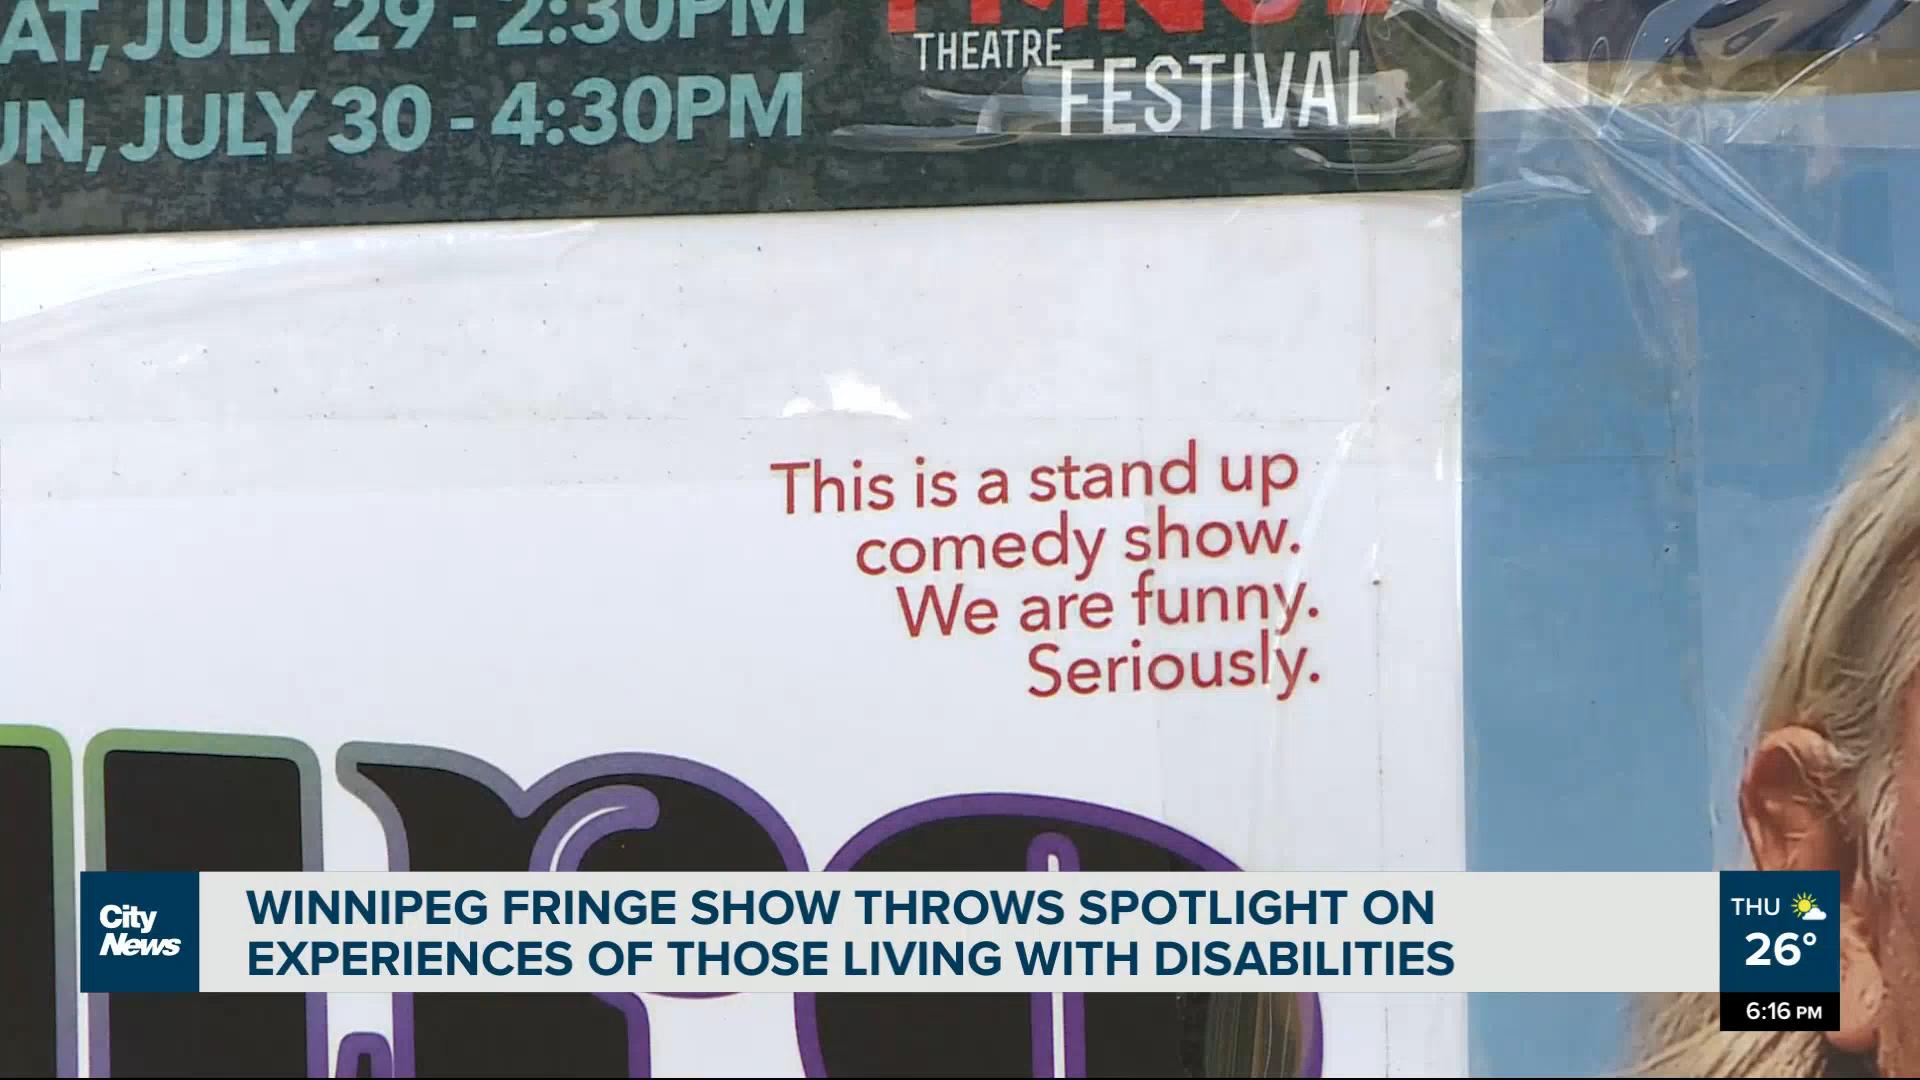 JULY 29 - 2:30PM
JULY 30 - 4:30PM
THEATRE
FESTIVAL
This is a stand up
comedy show.
We are funny.
Seriously.
City
News
WINNIPEG FRINGE SHOW THROWS SPOTLIGHT ON
EXPERIENCES OF THOSE LIVING WITH DISABILITIES
THU
26°
6:16 PM